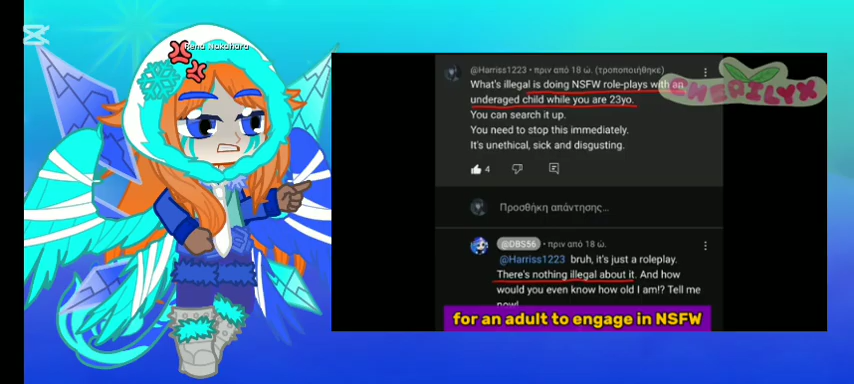 Rena Nakahara
@Harriss1223 • πριν από 18 ώ. (τροποποιήθηκε)
What's illegal is doing NSFW role-plays with an
underaged child while you are 23yo.
You can search it up.
You need to stop this immediately.
It's unethical, sick and disgusting.
4
CHERILYX
Προσθήκη απάντησης...
@DBS56 • πριν από 18 ώ.
@Harriss1223 bruh, it's just a roleplay.
There's nothing illegal about it. And how
would you even know how old I am!? Tell me
now!
for an adult to engage in NSFW